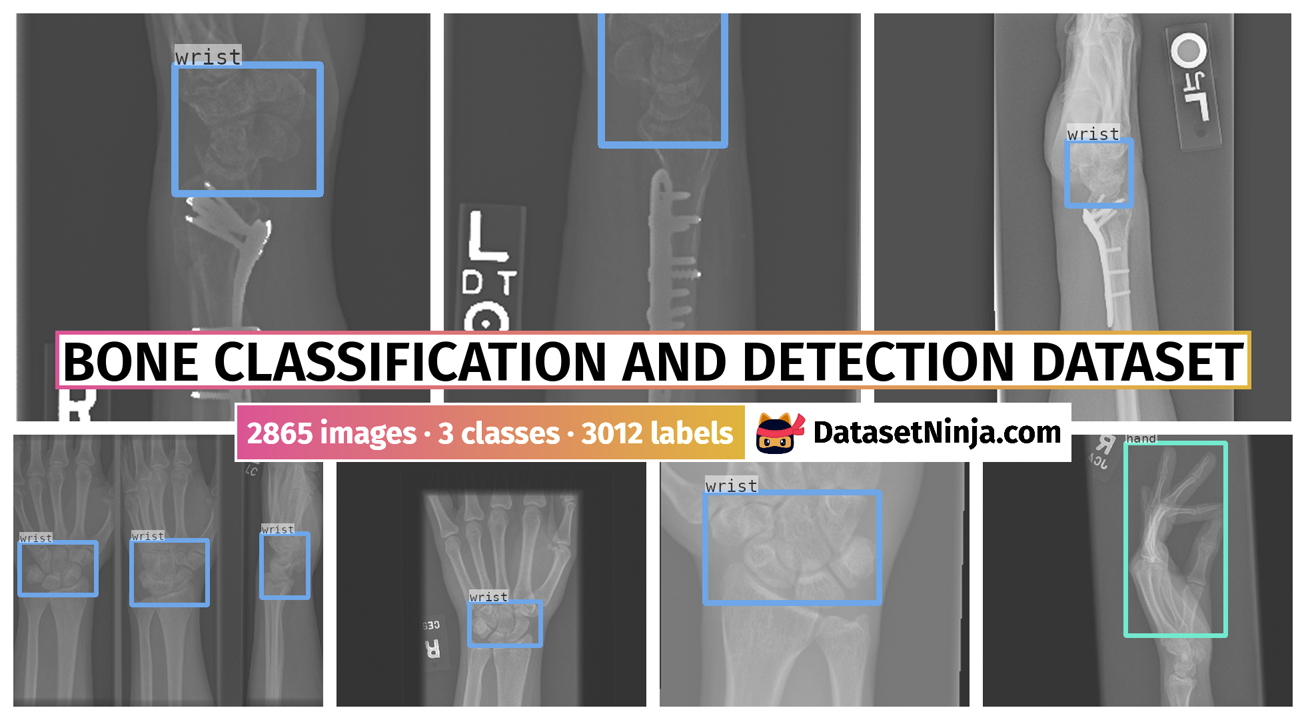 wrist
wrist
L
D T
R
BONE CLASSIFICATION AND DETECTION DATASET
2865 images · 3 classes · 3012 labels
DatasetNinja.com
wrist
wrist
wrist
wrist
R
wrist
R
hand